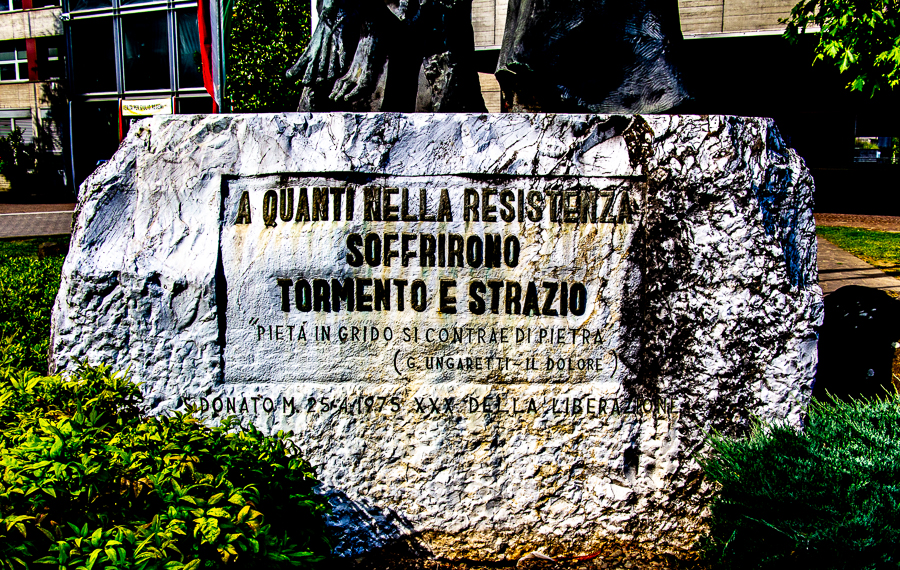 A QUANTI NELLA RESISTENZA
SOFFRIRONO
TORMENTO E STRAZIO
"PIETÁ IN GRIDO SI CONTRAE DI PIETRA"
(G. UNGARETTI - IL DOLORE)
S. DONATO M. 25·4·1975 XXX DELLA LIBERAZIONE